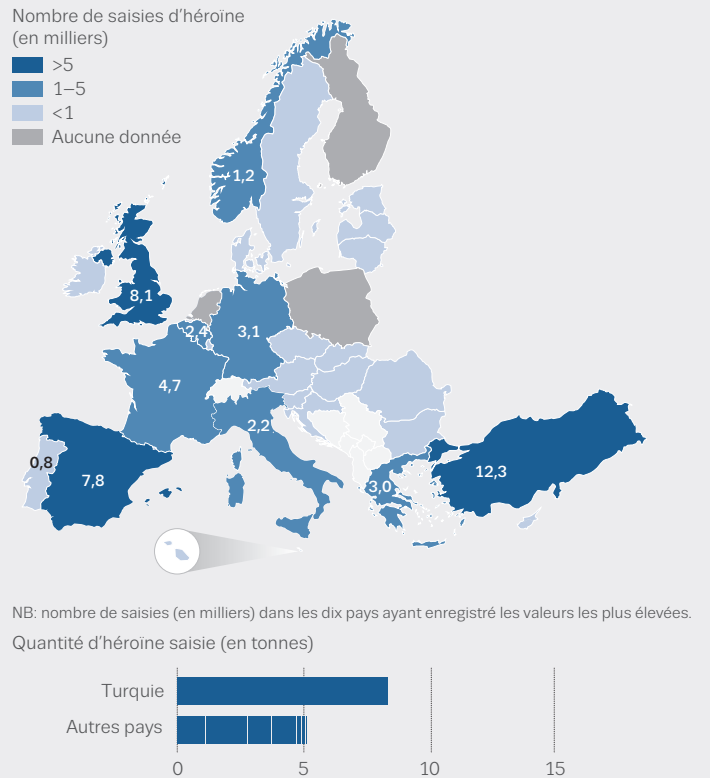 Nombre de saisies d’héroïne
(en milliers)
>5
1–5
<1
Aucune donnée
1,2
8,1
2,4
3,1
4,7
2,2
0,8
7,8
3,0
12,3
NB: nombre de saisies (en milliers) dans les dix pays ayant enregistré les valeurs les plus élevées.
Quantité d’héroïne saisie (en tonnes)
Turquie
Autres pays
0 5 10 15